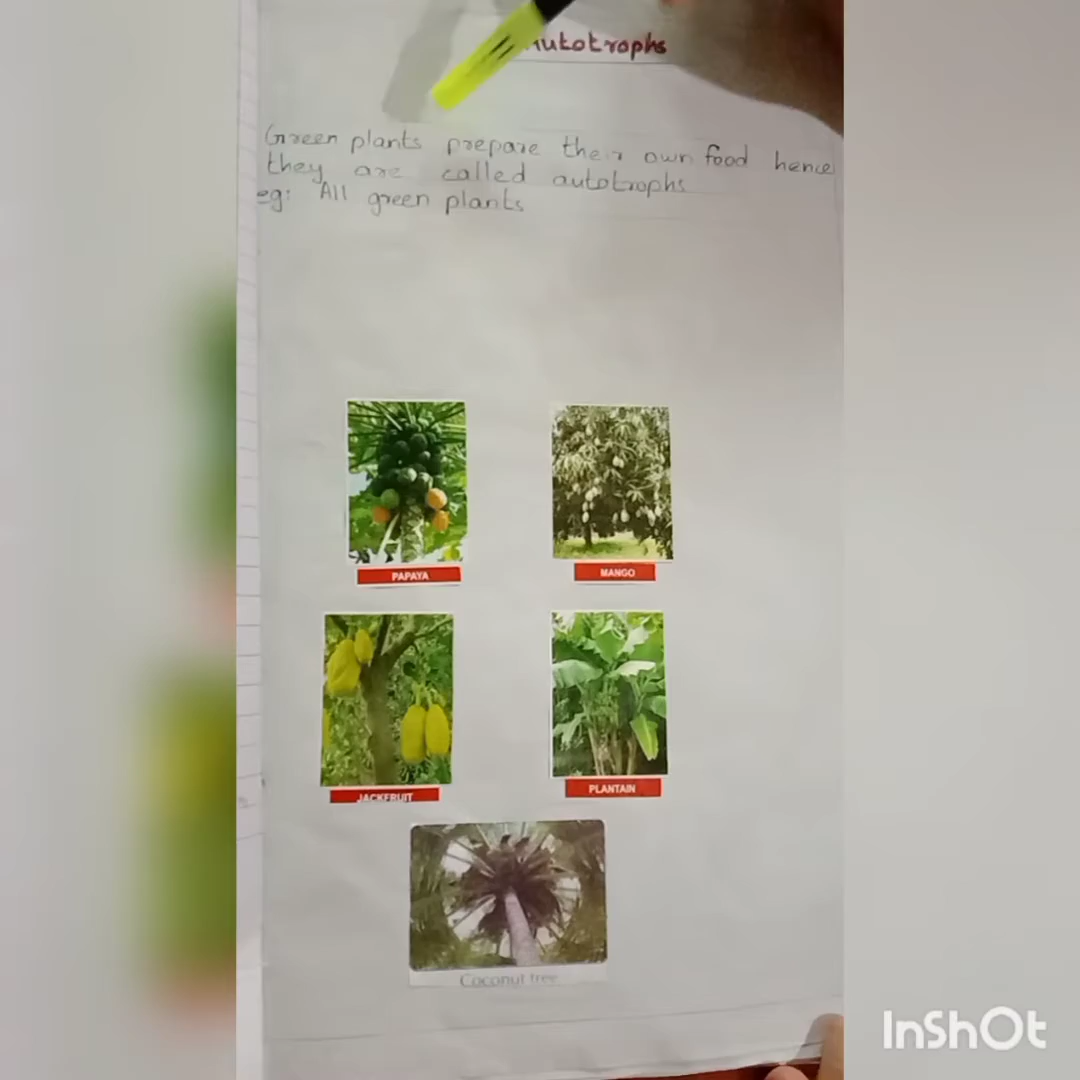 Autotrophs
Green plants prepare their own food hence
they are called autotrophs
eg: All green plants
PAPAYA
MANGO
JACKFRUIT
PLANTAIN
Coconut tree
InShOt